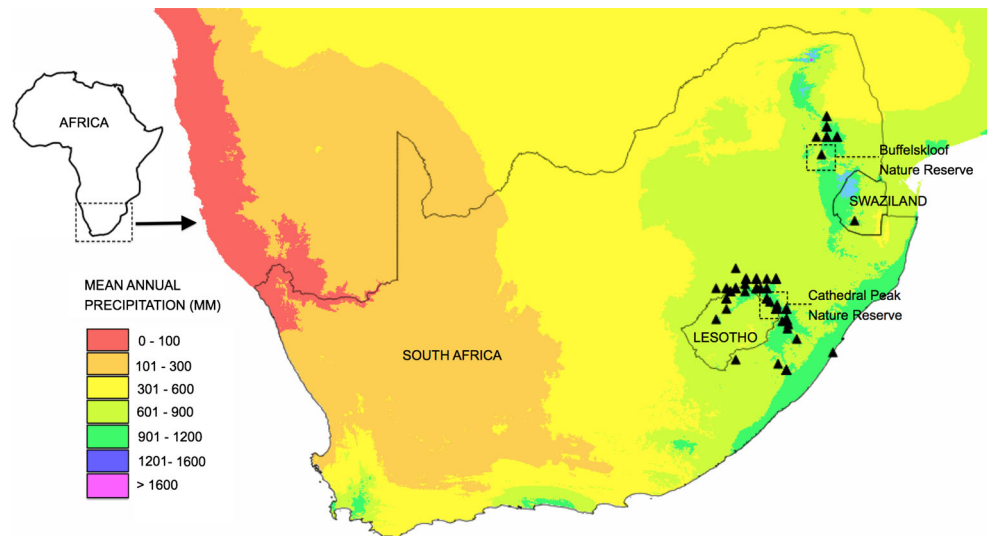 AFRICA
Buffelskloof
Nature Reserve
SWAZILAND
MEAN ANNUAL
PRECIPITATION (MM)
0 - 100
101 - 300
301 - 600
601 - 900
901 - 1200
1201- 1600
> 1600
Cathedral Peak
Nature Reserve
LESOTHO
SOUTH AFRICA